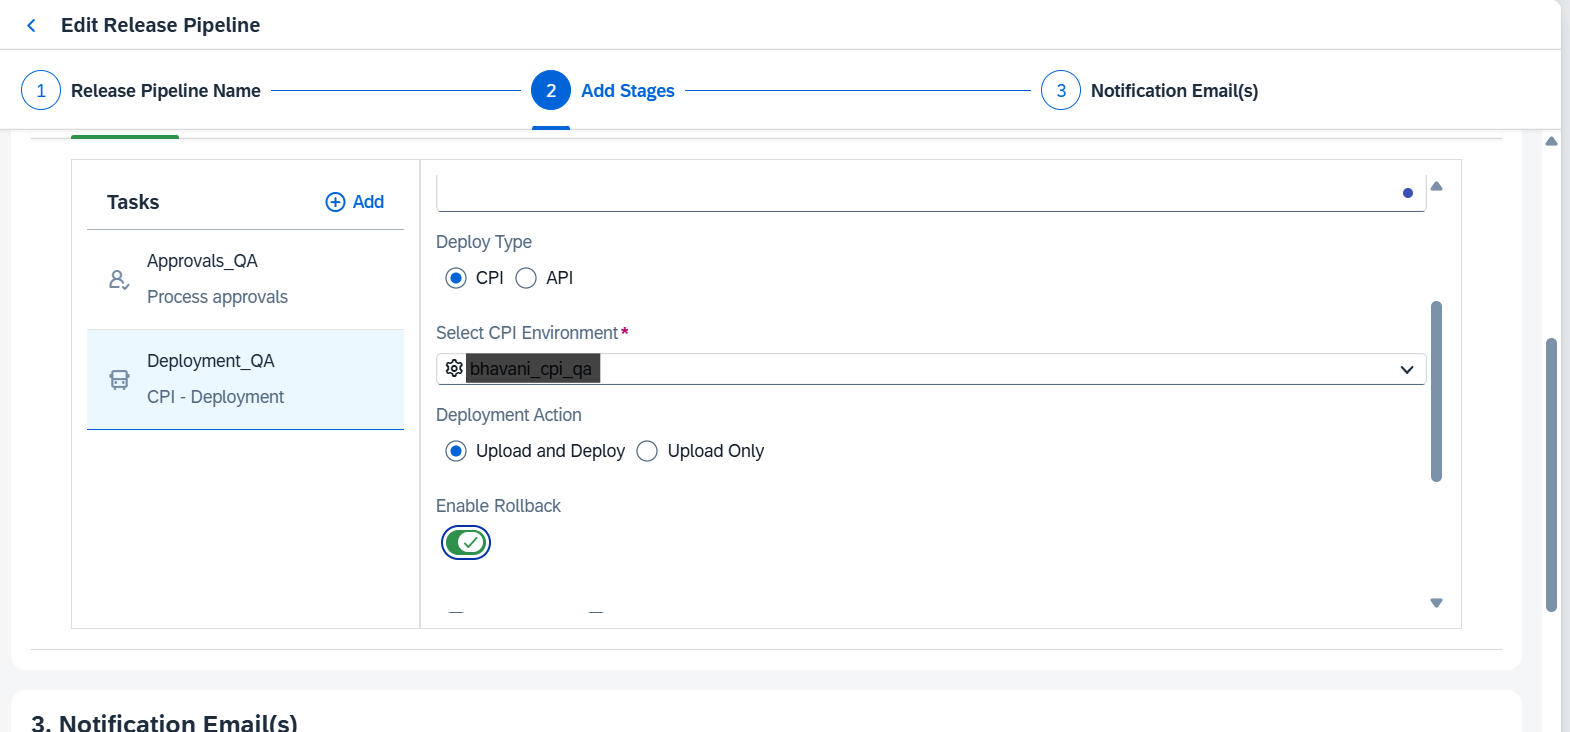 Edit Release Pipeline
1 Release Pipeline Name
2 Add Stages
3 Notification Email(s)
Tasks
Add
Approvals_QA
Process approvals
Deployment_QA
CPI - Deployment
Deploy Type
CPI API
Select CPI Environment*
bhavani_cpi_qa
Deployment Action
Upload and Deploy Upload Only
Enable Rollback
3. Notification Email(s)